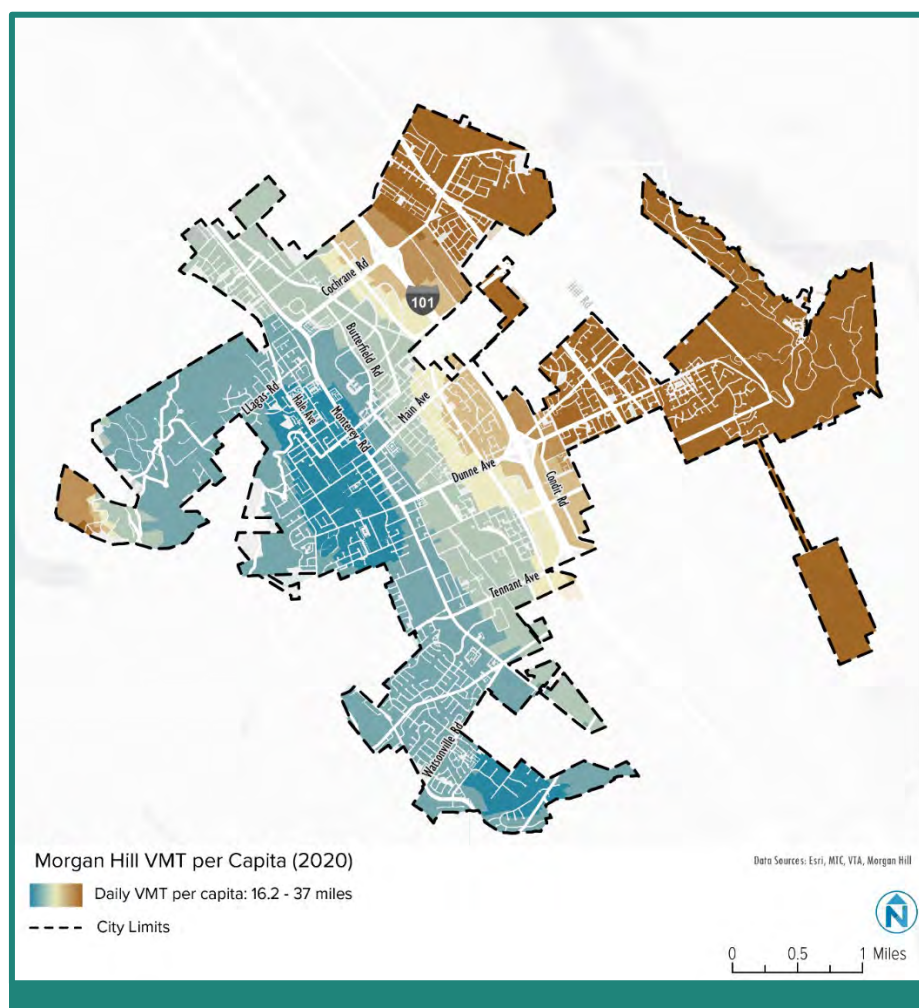 Cochrane Rd
101
Hill Rd
Butterfield Rd
LLagas Rd
Hale Ave
Monterey Rd
Main Ave
Dunne Ave
Condit Rd
Tennant Ave
Watsonville Rd
Morgan Hill VMT per Capita (2020)
Data Sources: Esri, MTC, VTA, Morgan Hill
Daily VMT per capita: 16.2 - 37 miles
City Limits
N
0 0.5 1 Miles